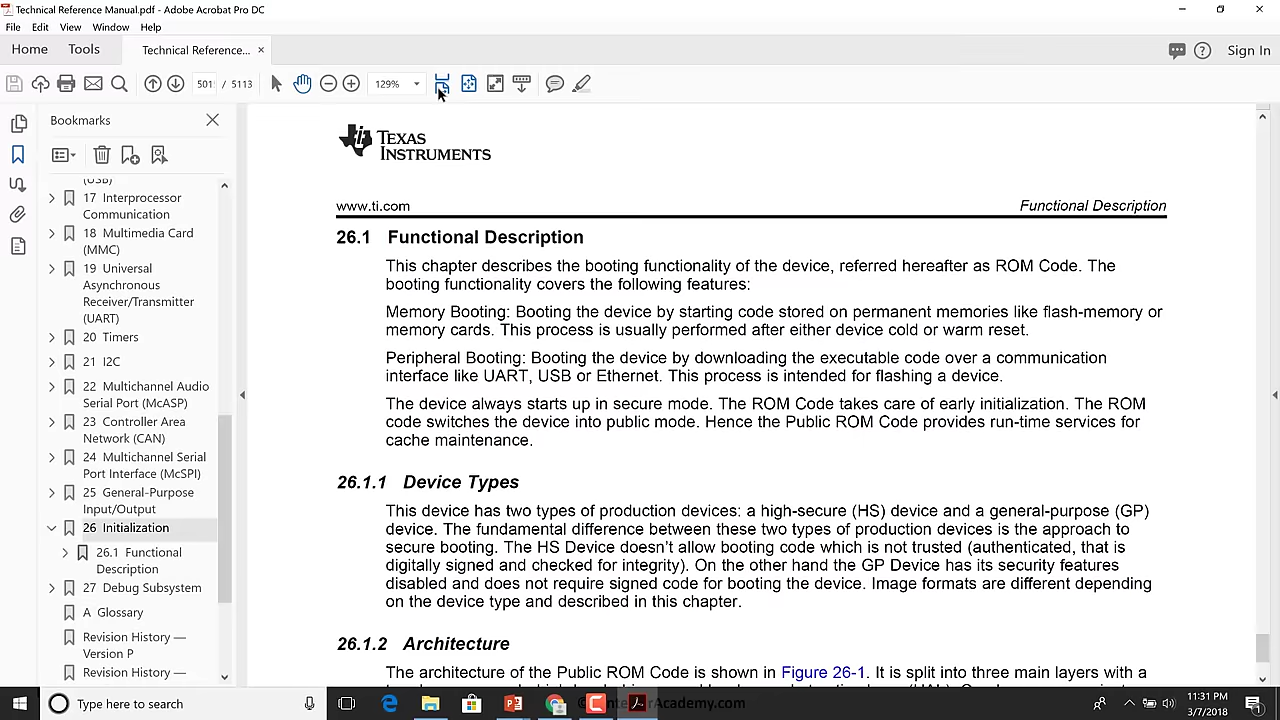 Technical Reference Manual.pdf - Adobe Acrobat Pro DC
File Edit View Window Help
Home Tools Technical Reference... × Sign In
501 / 5113 129%
Bookmarks
(USB)
17 Interprocessor
Communication
18 Multimedia Card
(MMC)
19 Universal
Asynchronous
Receiver/Transmitter
(UART)
20 Timers
21 I2C
22 Multichannel Audio
Serial Port (McASP)
23 Controller Area
Network (CAN)
24 Multichannel Serial
Port Interface (McSPI)
25 General-Purpose
Input/Output
26 Initialization
26.1 Functional
Description
27 Debug Subsystem
A Glossary
Revision History —
Version P
Revision History —
TEXAS
INSTRUMENTS
www.ti.com Functional Description
26.1 Functional Description
This chapter describes the booting functionality of the device, referred hereafter as ROM Code. The
booting functionality covers the following features:
Memory Booting: Booting the device by starting code stored on permanent memories like flash-memory or
memory cards. This process is usually performed after either device cold or warm reset.
Peripheral Booting: Booting the device by downloading the executable code over a communication
interface like UART, USB or Ethernet. This process is intended for flashing a device.
The device always starts up in secure mode. The ROM Code takes care of early initialization. The ROM
code switches the device into public mode. Hence the Public ROM Code provides run-time services for
cache maintenance.
26.1.1 Device Types
This device has two types of production devices: a high-secure (HS) device and a general-purpose (GP)
device. The fundamental difference between these two types of production devices is the approach to
secure booting. The HS Device doesn't allow booting code which is not trusted (authenticated, that is
digitally signed and checked for integrity). On the other hand the GP Device has its security features
disabled and does not require signed code for booting the device. Image formats are different depending
on the device type and described in this chapter.
26.1.2 Architecture
The architecture of the Public ROM Code is shown in Figure 26-1. It is split into three main layers with a
Type here to search
11:31 PM
3/7/2018